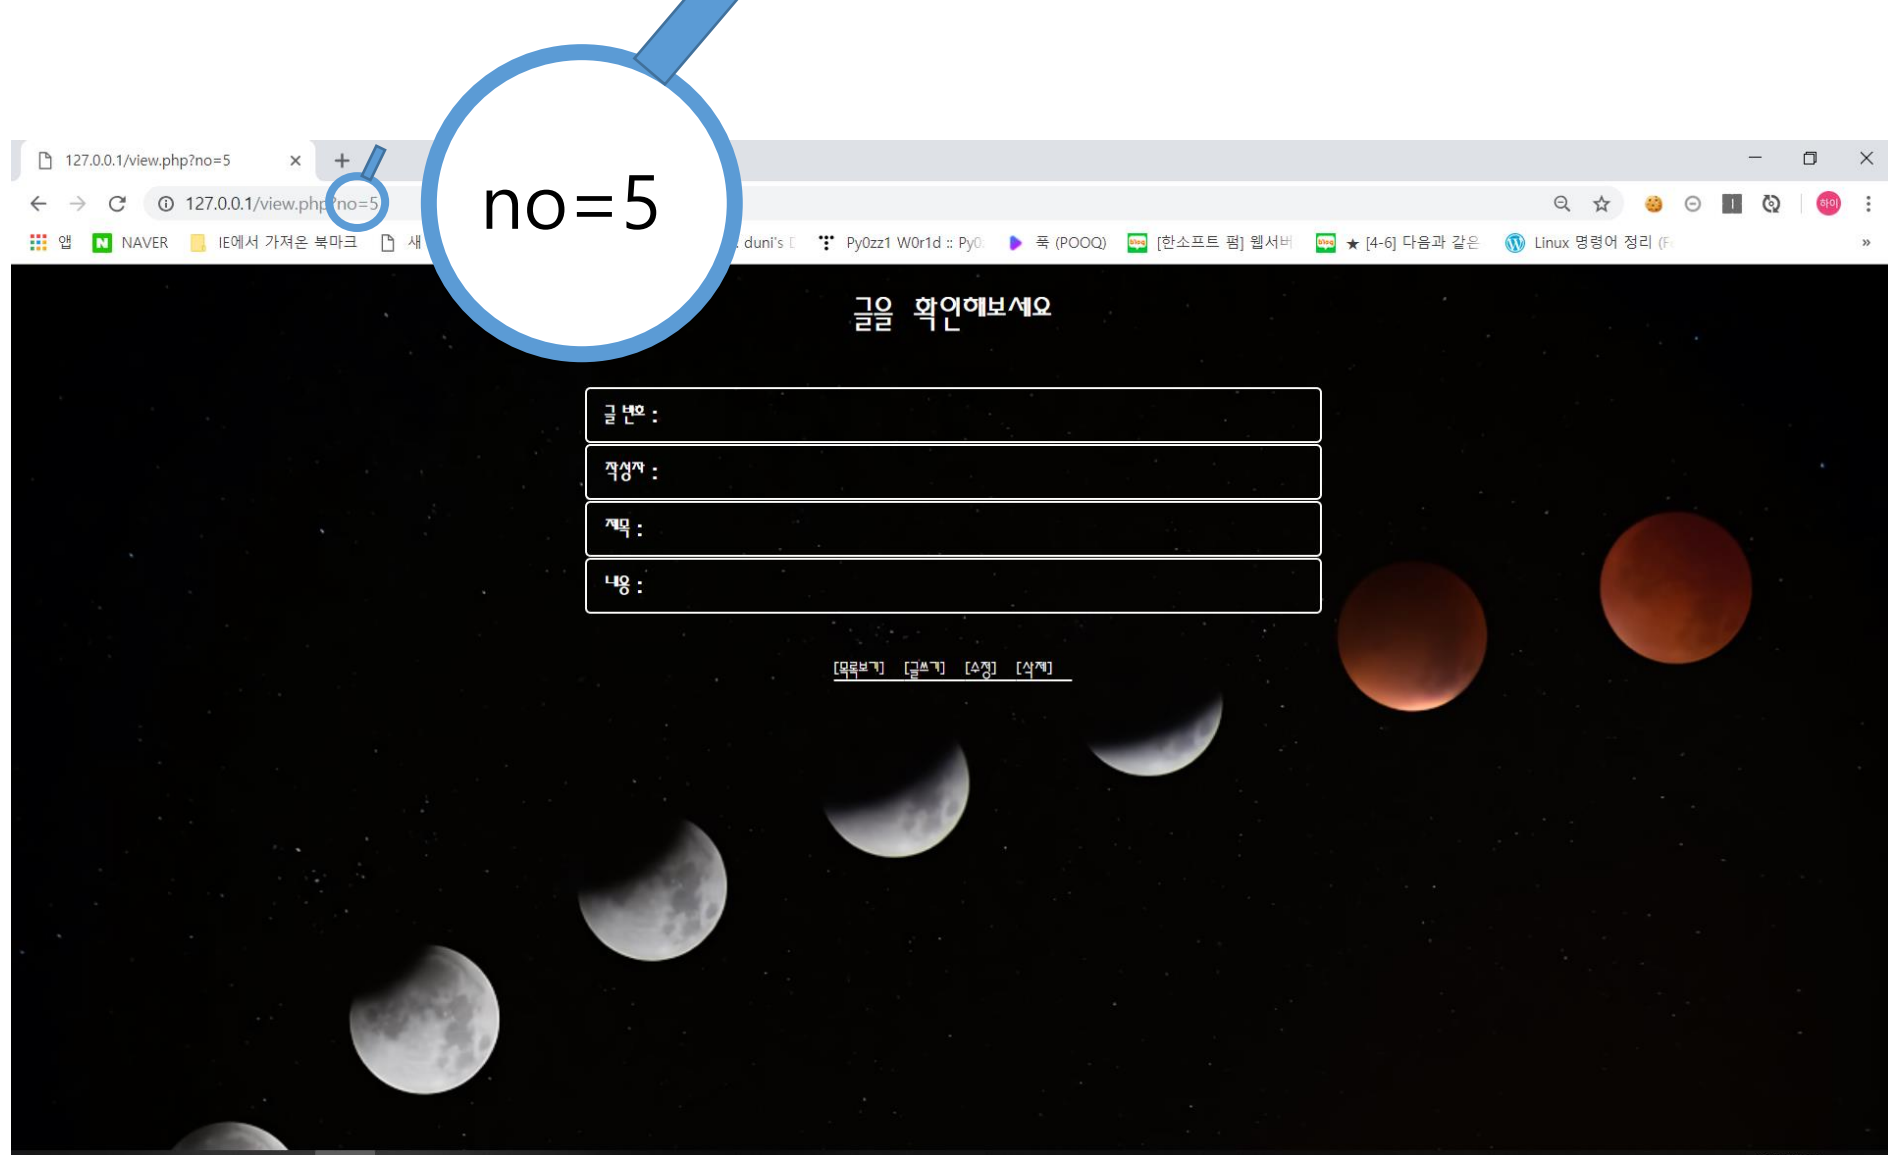 127.0.0.1/view.php?no=5
no=5
127.0.0.1/view.php?no=5
앱 NAVER IE에서 가져온 북마크 새 duni's Py0zz1 W0r1d :: Py0 푹 (POOQ) [한소프트 펌] 웹서버 ★ [4-6] 다음과 같은 Linux 명령어 정리 »
하이
글을 확인해보세요
글 번호 :
작성자 :
제목 :
내용 :
[목록보기] [글쓰기] [수정] [삭제]